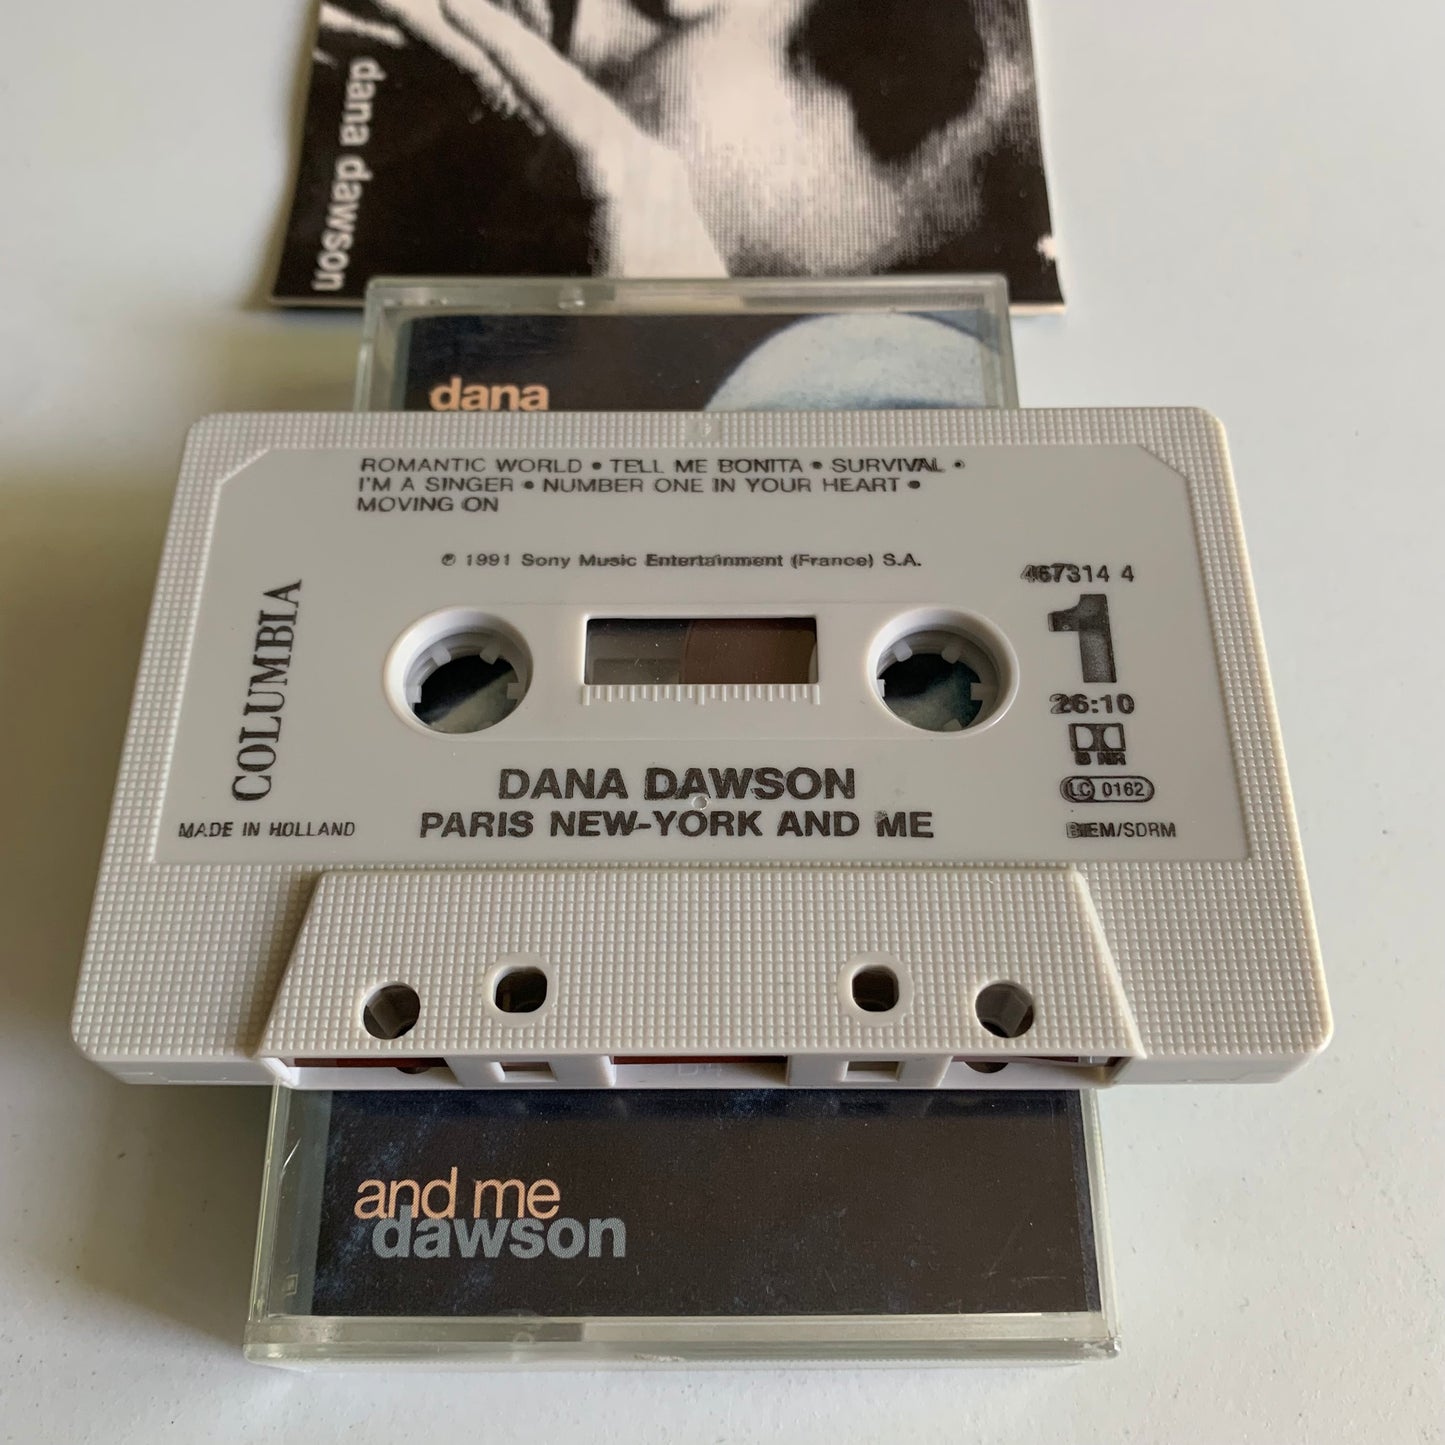 dana dawson
dana
ROMANTIC WORLD • TELL ME BONITA • SURVIVAL •
I'M A SINGER • NUMBER ONE IN YOUR HEART •
MOVING ON
℗ 1991 Sony Music Entertainment (France) S.A.
467314 4
1
26:10
B NR
LC 0162
BIEM/SDRM
COLUMBIA
MADE IN HOLLAND
DANA DAWSON
PARIS NEW-YORK AND ME
and me
dawson